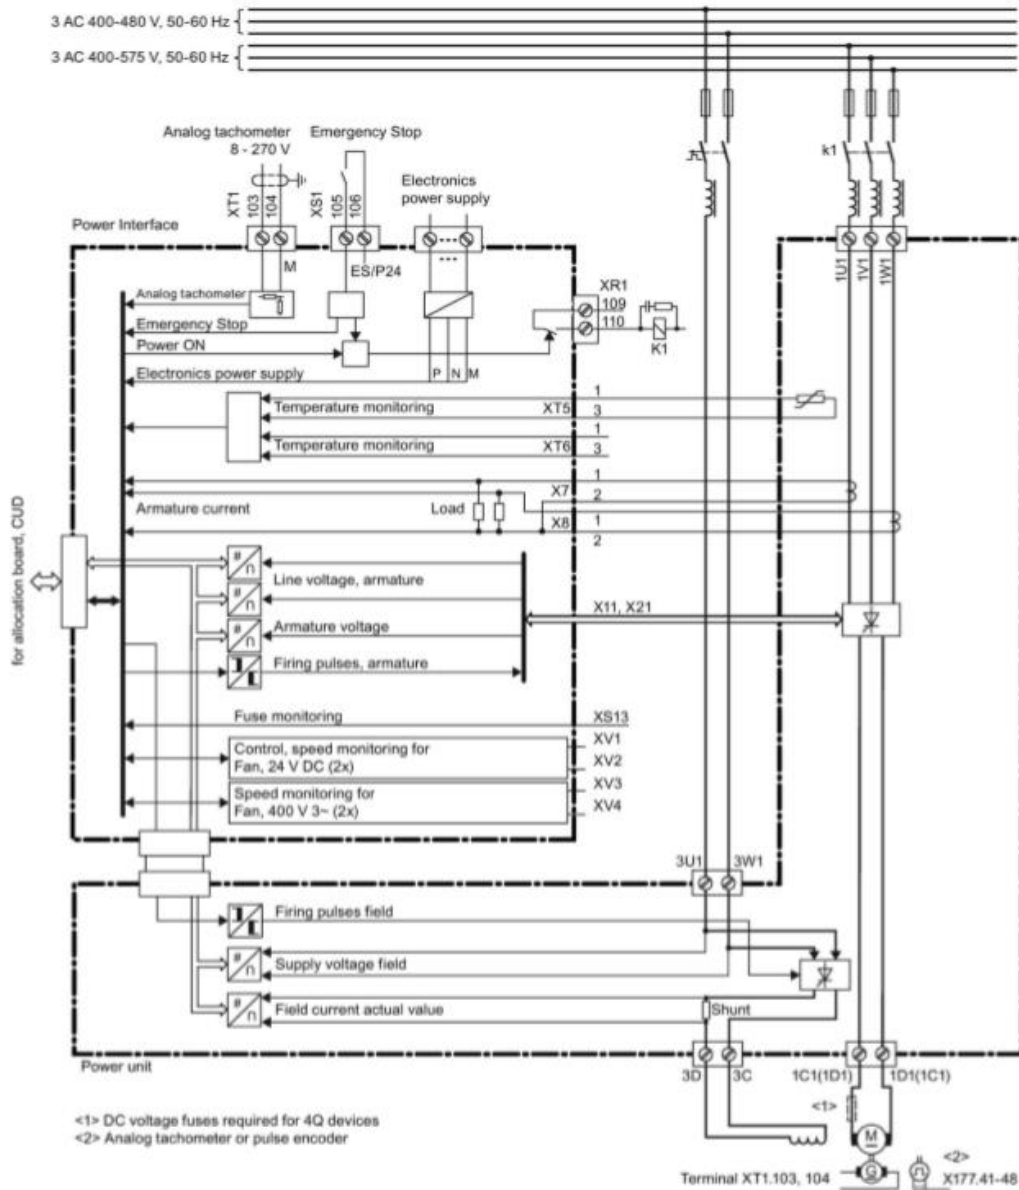 3 AC 400-480 V, 50-60 Hz
3 AC 400-575 V, 50-60 Hz
Analog tachometer
8 - 270 V
Emergency Stop
Electronics
power supply
k1
XT1
103
104
XS1
105
106
Power Interface
M
ES/P24
1U1
1V1
1W1
Analog tachometer
XR1
109
110
K1
Emergency Stop
Power ON
Electronics power supply
P N M
Temperature monitoring
XT5
1
3
Temperature monitoring
XT6
1
3
Armature current
Load
X7
1
2
X8
1
2
for allocation board, CUD
#
n
Line voltage, armature
#
n
X11, X21
#
n
Armature voltage
Firing pulses, armature
Fuse monitoring
XS13
Control, speed monitoring for
Fan, 24 V DC (2x)
XV1
XV2
Speed monitoring for
Fan, 400 V 3~ (2x)
XV3
XV4
3U1
3W1
Firing pulses field
#
n
Supply voltage field
#
n
Field current actual value
Shunt
Power unit
3D
3C
1C1(1D1)
1D1(1C1)
<1>
<1> DC voltage fuses required for 4Q devices
<2> Analog tachometer or pulse encoder
M
<2>
Terminal XT1.103, 104
G
X177.41-48